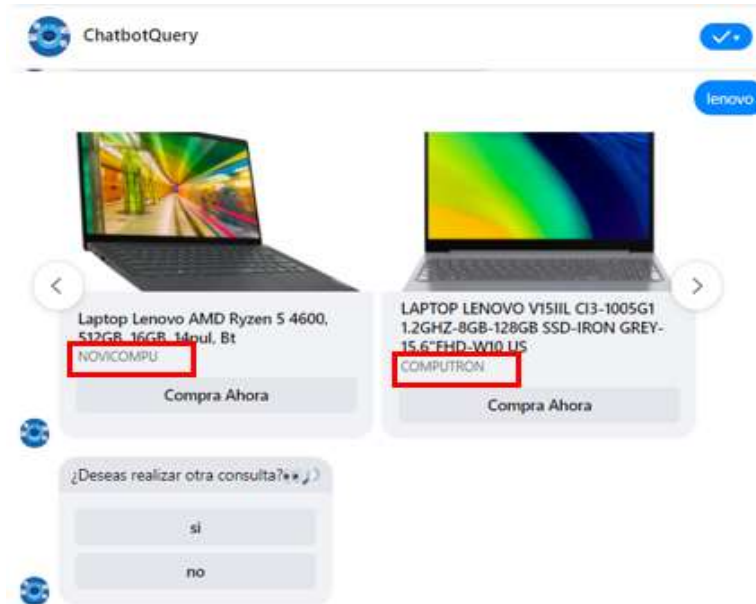 ChatbotQuery
lenovo
Laptop Lenovo AMD Ryzen 5 4600,
512GB, 16GB, 14pul, Bt
NOVICOMPU
Compra Ahora
LAPTOP LENOVO V15IIL CI3-1005G1
1.2GHZ-8GB-128GB SSD-IRON GREY-
15.6"FHD-W10 US
COMPUTRON
Compra Ahora
¿Deseas realizar otra consulta?
si
no